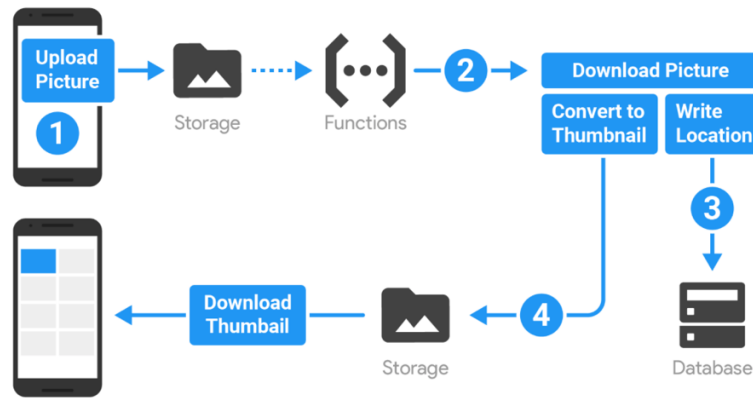 Upload
Picture
1
Storage
Functions
2
Download Picture
Convert to
Thumbnail
Write
Location
3
Download
Thumbail
Storage
4
Database